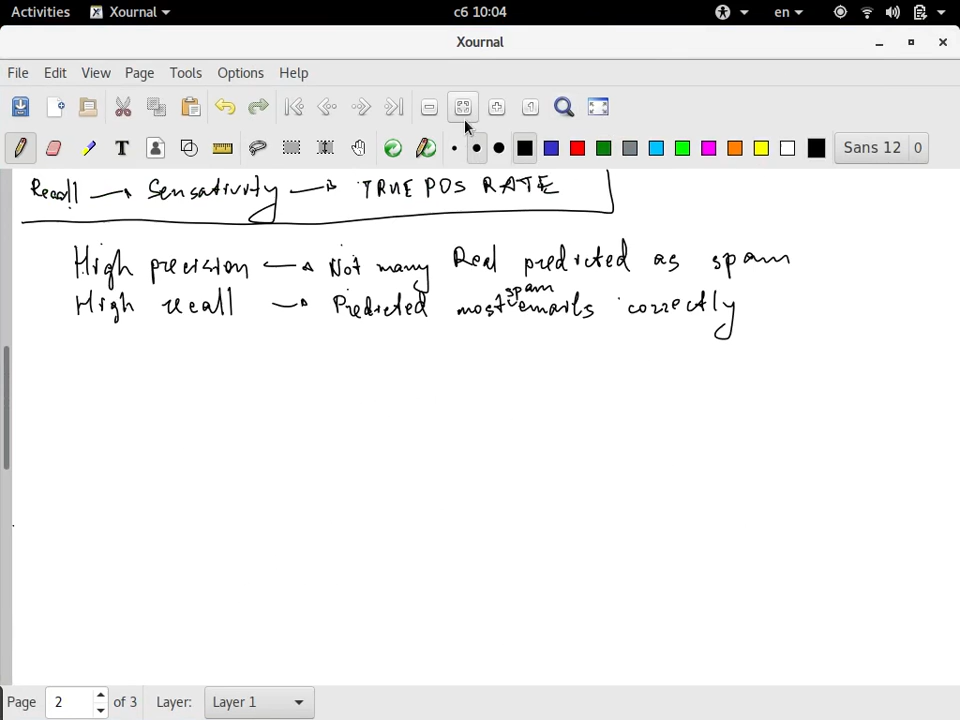 Activities Xournal сб 10:04 en
Xournal
File Edit View Page Tools Options Help
Sans 12 0
Recall → Sensativity → TRUE POS RATE
High precision → Not many Real predicted as spam
High recall → Predicted most spam emails correctly
Page 2 of 3 Layer: Layer 1